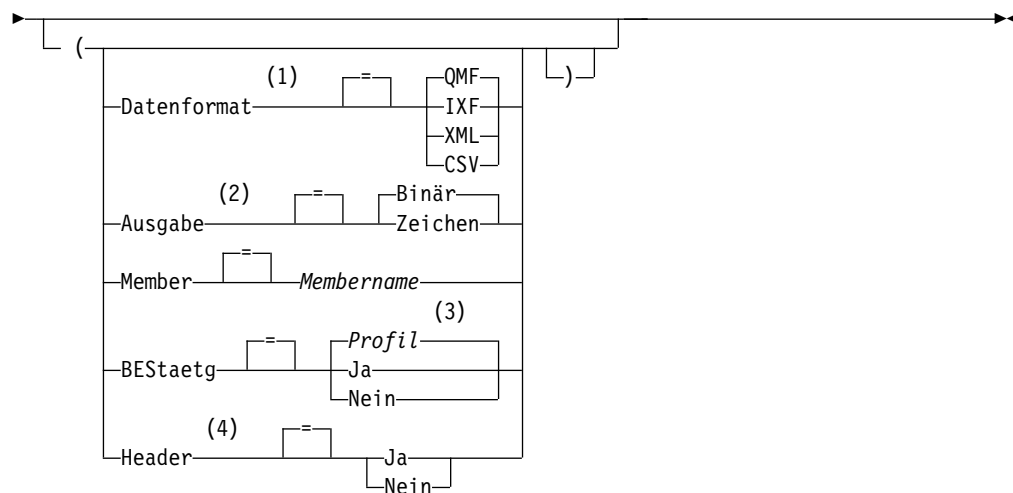 (
)
(1)
Datenformat = QMF
IXF
XML
CSV
(2)
Ausgabe = Binär
Zeichen
Member = Membername
(3)
BEStaetg = Profil
Ja
Nein
(4)
Header = Ja
Nein